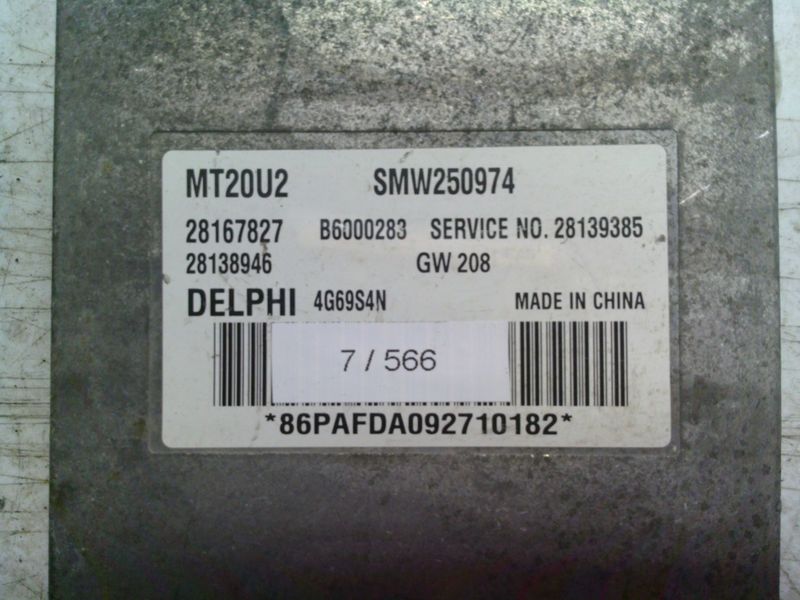 MT20U2 SMW250974
28167827 B6000283 SERVICE NO. 28139385
28138946 GW 208
DELPHI 4G69S4N MADE IN CHINA
7 / 566
*86PAFDA092710182*